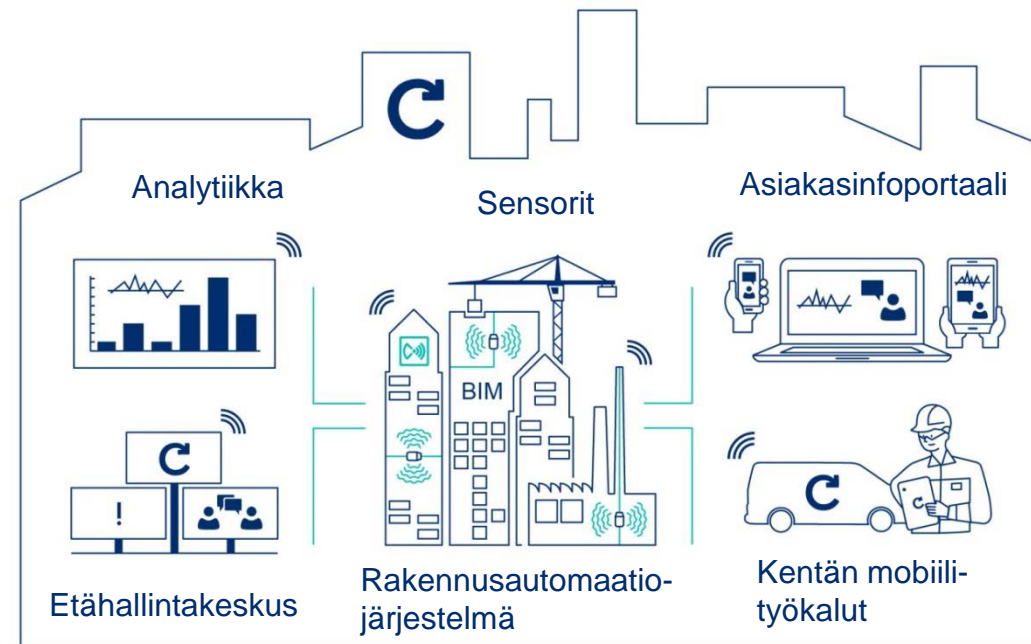 Analytiikka
Sensorit
Asiakasinfoportaali
BIM
!
Etähallintakeskus
Rakennusautomaatio-
järjestelmä
Kentän mobiili-
työkalut